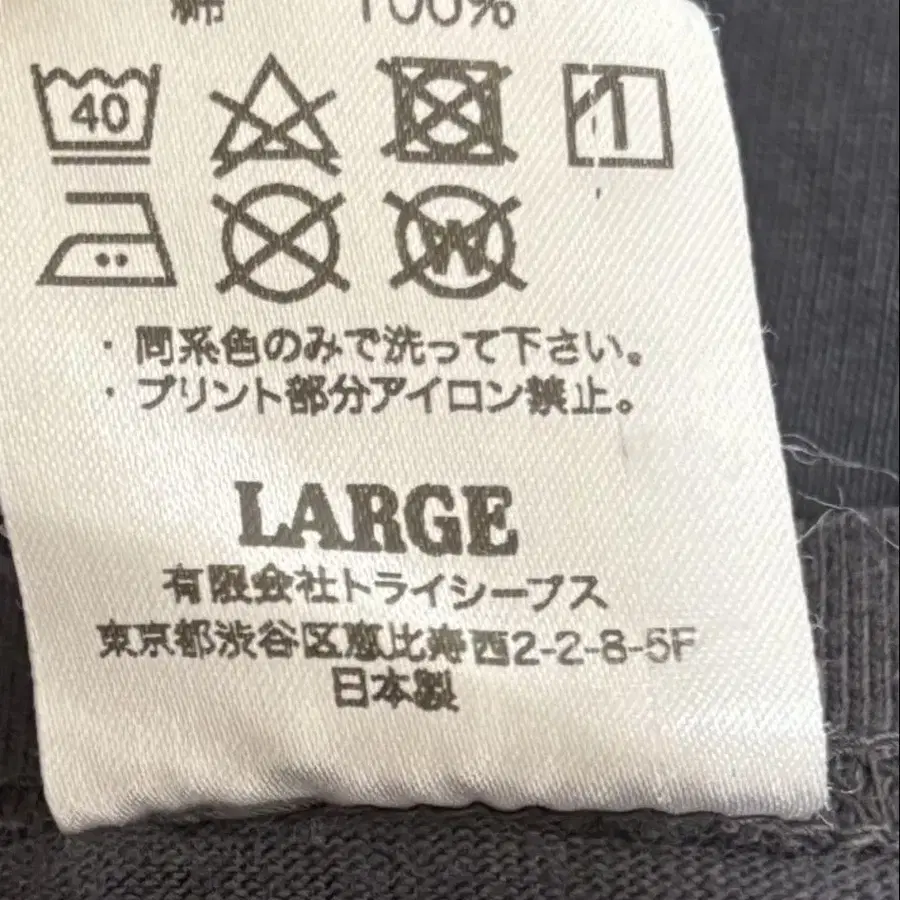 綿 100%
40
W
・同系色のみで洗って下さい。
・プリント部分アイロン禁止。
LARGE
有限会社トライシープス
東京都渋谷区恵比寿西2-2-8-5F
日本製